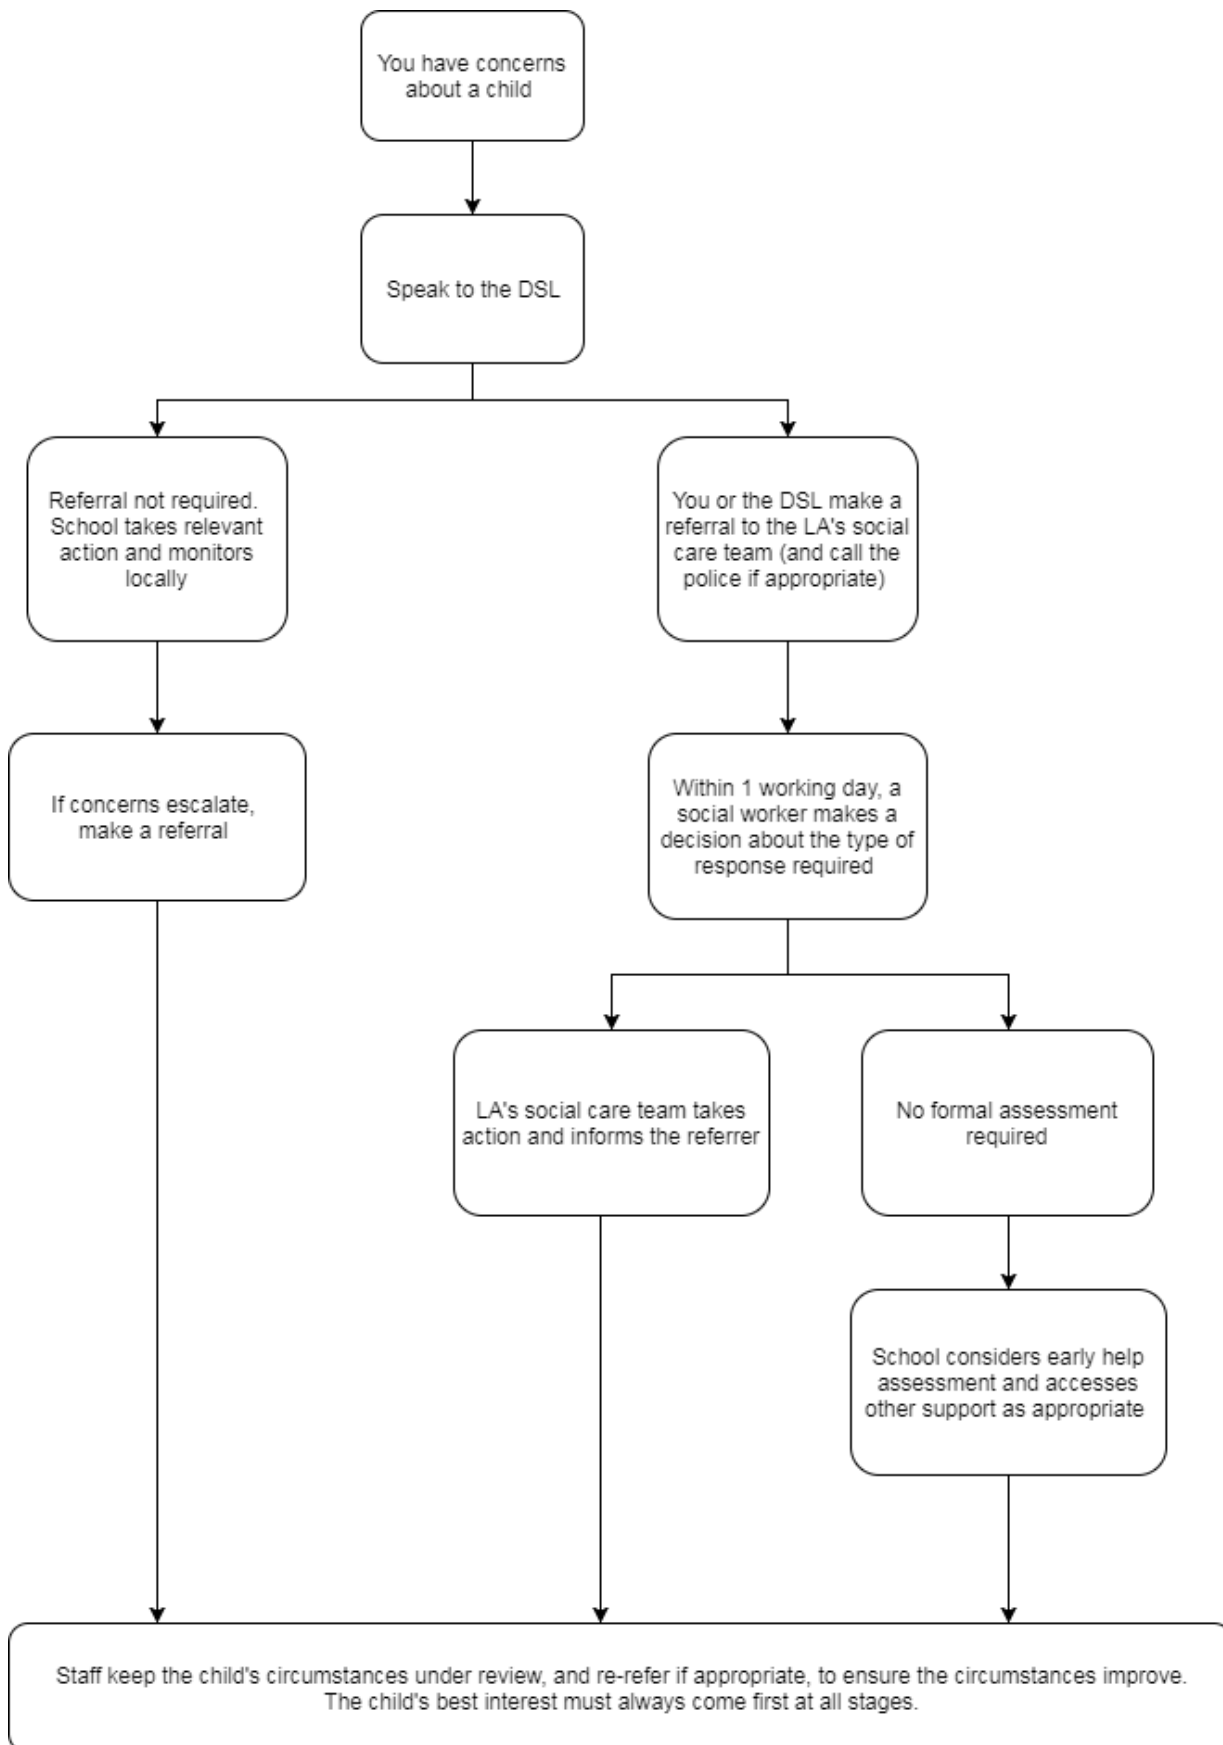 You have concerns
about a child
Speak to the DSL
Referral not required.
School takes relevant
action and monitors
locally
You or the DSL make a
referral to the LA's social
care team (and call the
police if appropriate)
If concerns escalate,
make a referral
Within 1 working day, a
social worker makes a
decision about the type of
response required
LA's social care team takes
action and informs the referrer
No formal assessment
required
School considers early help
assessment and accesses
other support as appropriate
Staff keep the child's circumstances under review, and re-refer if appropriate, to ensure the circumstances improve.
The child's best interest must always come first at all stages.